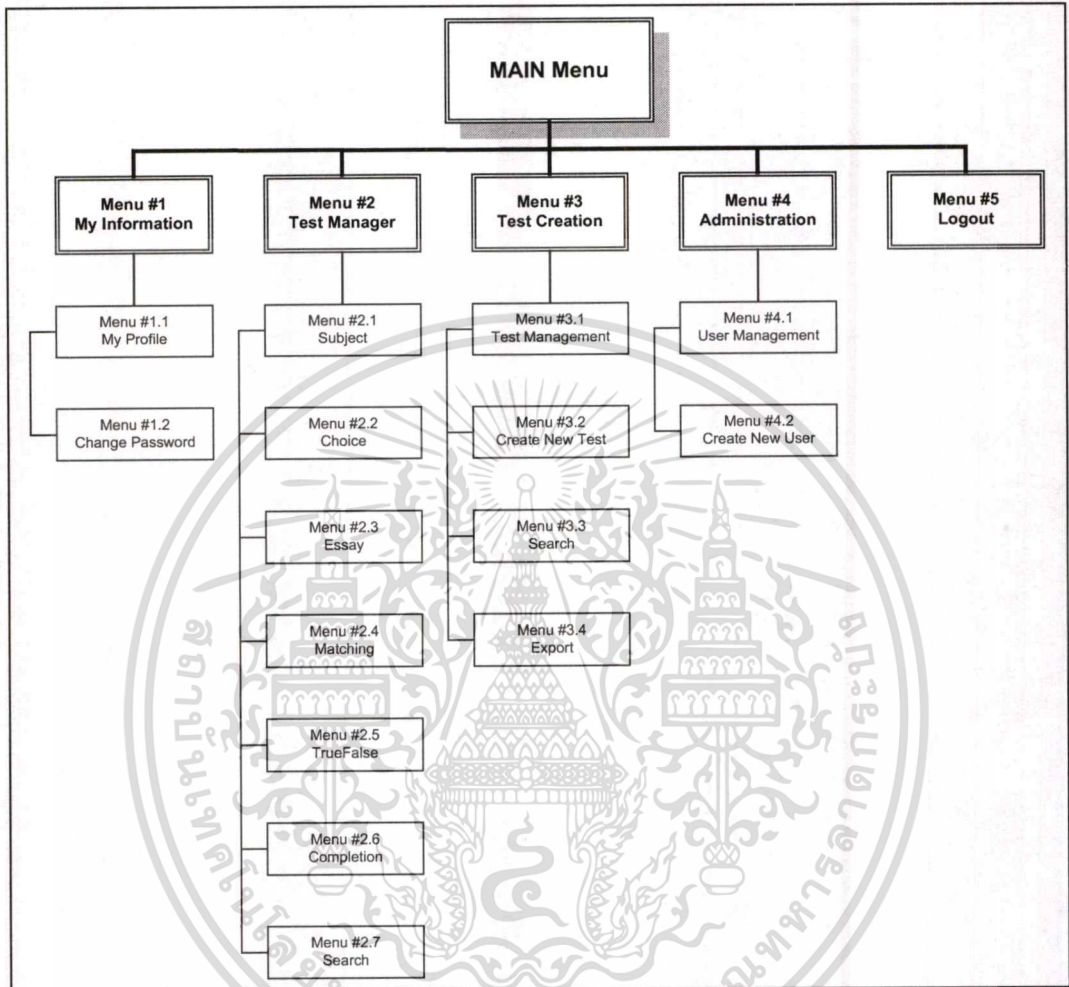 MAIN Menu
Menu #1
My Information
Menu #2
Test Manager
Menu #3
Test Creation
Menu #4
Administration
Menu #5
Logout
Menu #1.1
My Profile
Menu #1.2
Change Password
Menu #2.1
Subject
Menu #2.2
Choice
Menu #2.3
Essay
Menu #2.4
Matching
Menu #2.5
TrueFalse
Menu #2.6
Completion
Menu #2.7
Search
Menu #3.1
Test Management
Menu #3.2
Create New Test
Menu #3.3
Search
Menu #3.4
Export
Menu #4.1
User Management
Menu #4.2
Create New User